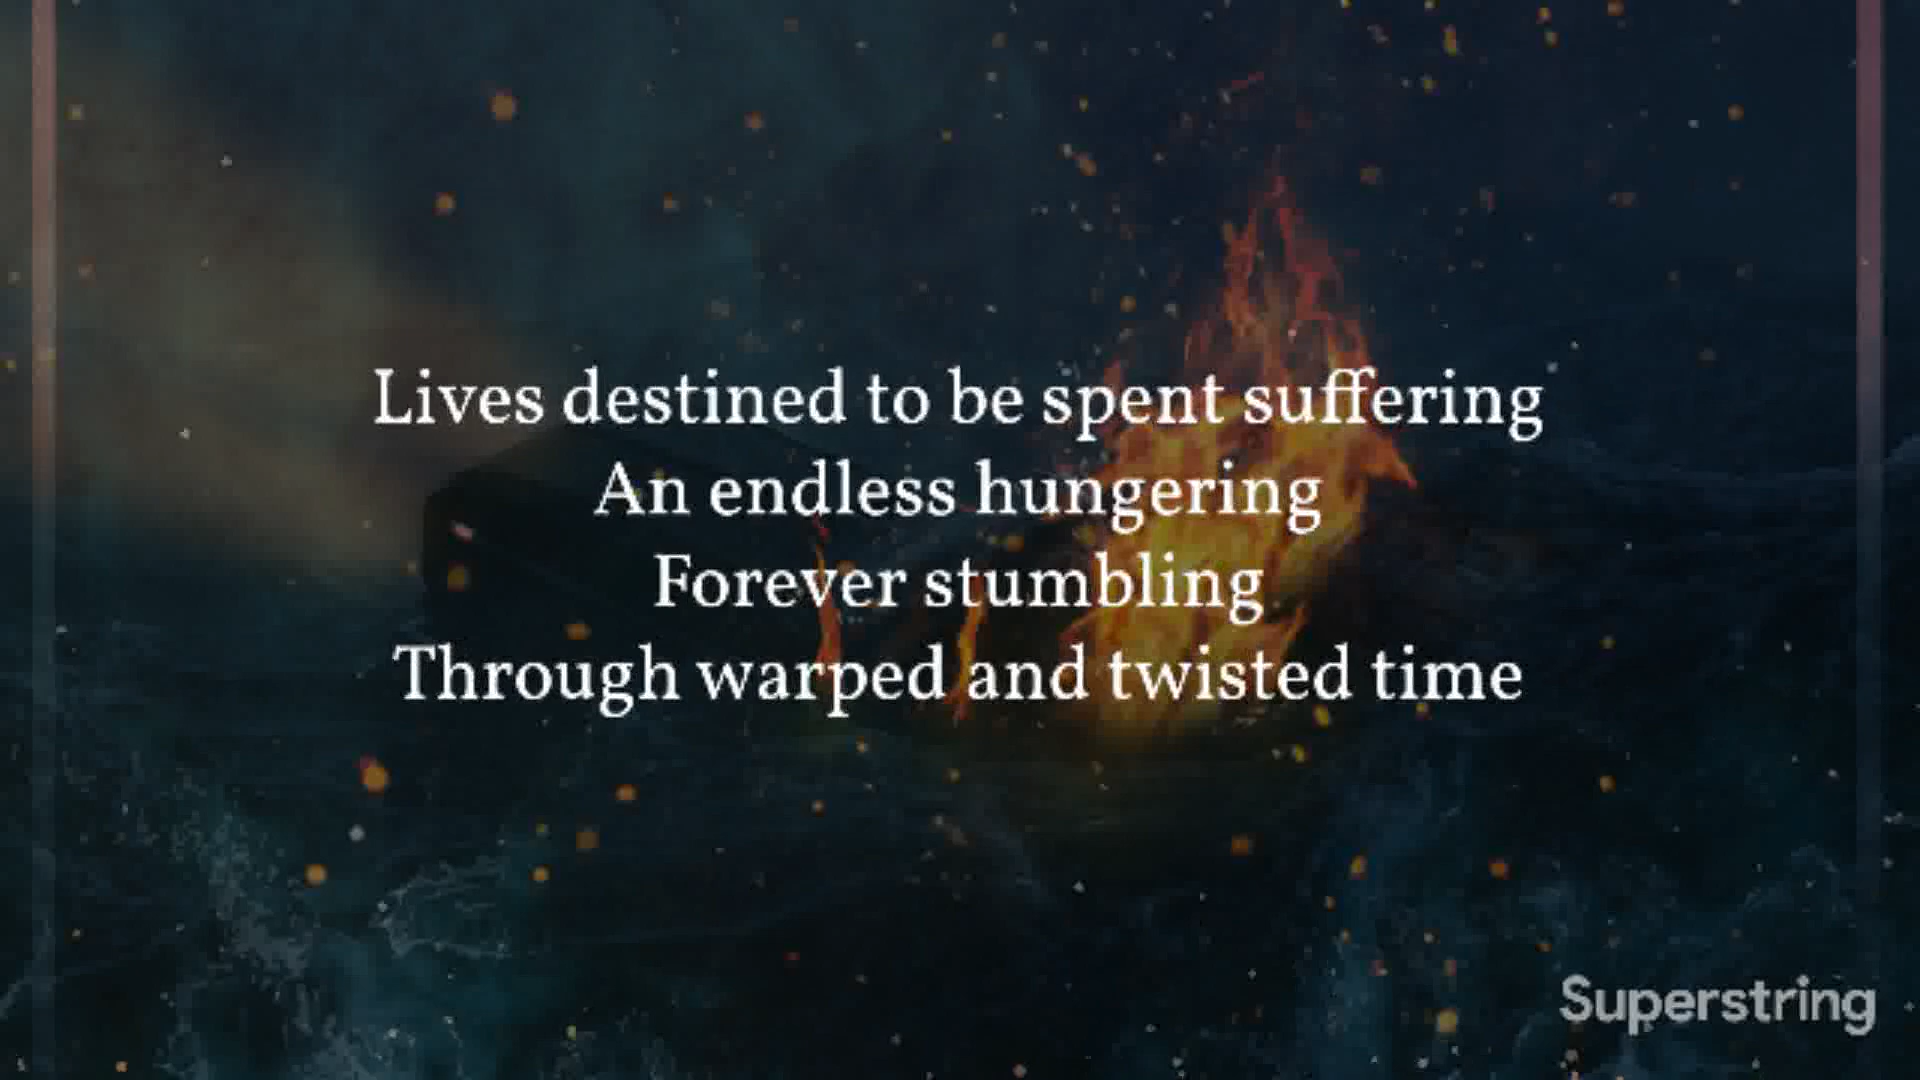 Lives destined to be spent suffering
An endless hungering
Forever stumbling
Through warped and twisted time
Superstring